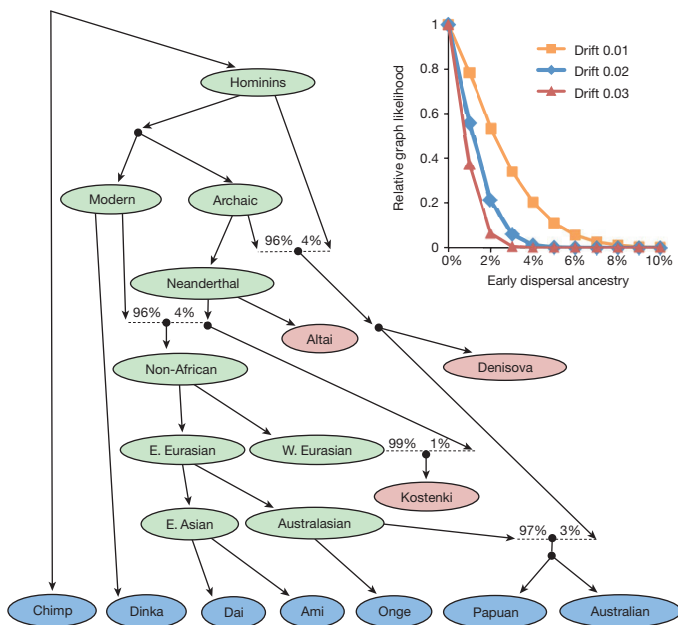 Hominins
Modern
Archaic
96% 4%
Neanderthal
96% 4%
Altai
Denisova
Non-African
E. Eurasian
W. Eurasian
99% 1%
Kostenki
E. Asian
Australasian
97% 3%
Chimp
Dinka
Dai
Ami
Onge
Papuan
Australian
Relative graph likelihood
1
0.8
0.6
0.4
0.2
0
0% 2% 4% 6% 8% 10%
Early dispersal ancestry
Drift 0.01
Drift 0.02
Drift 0.03